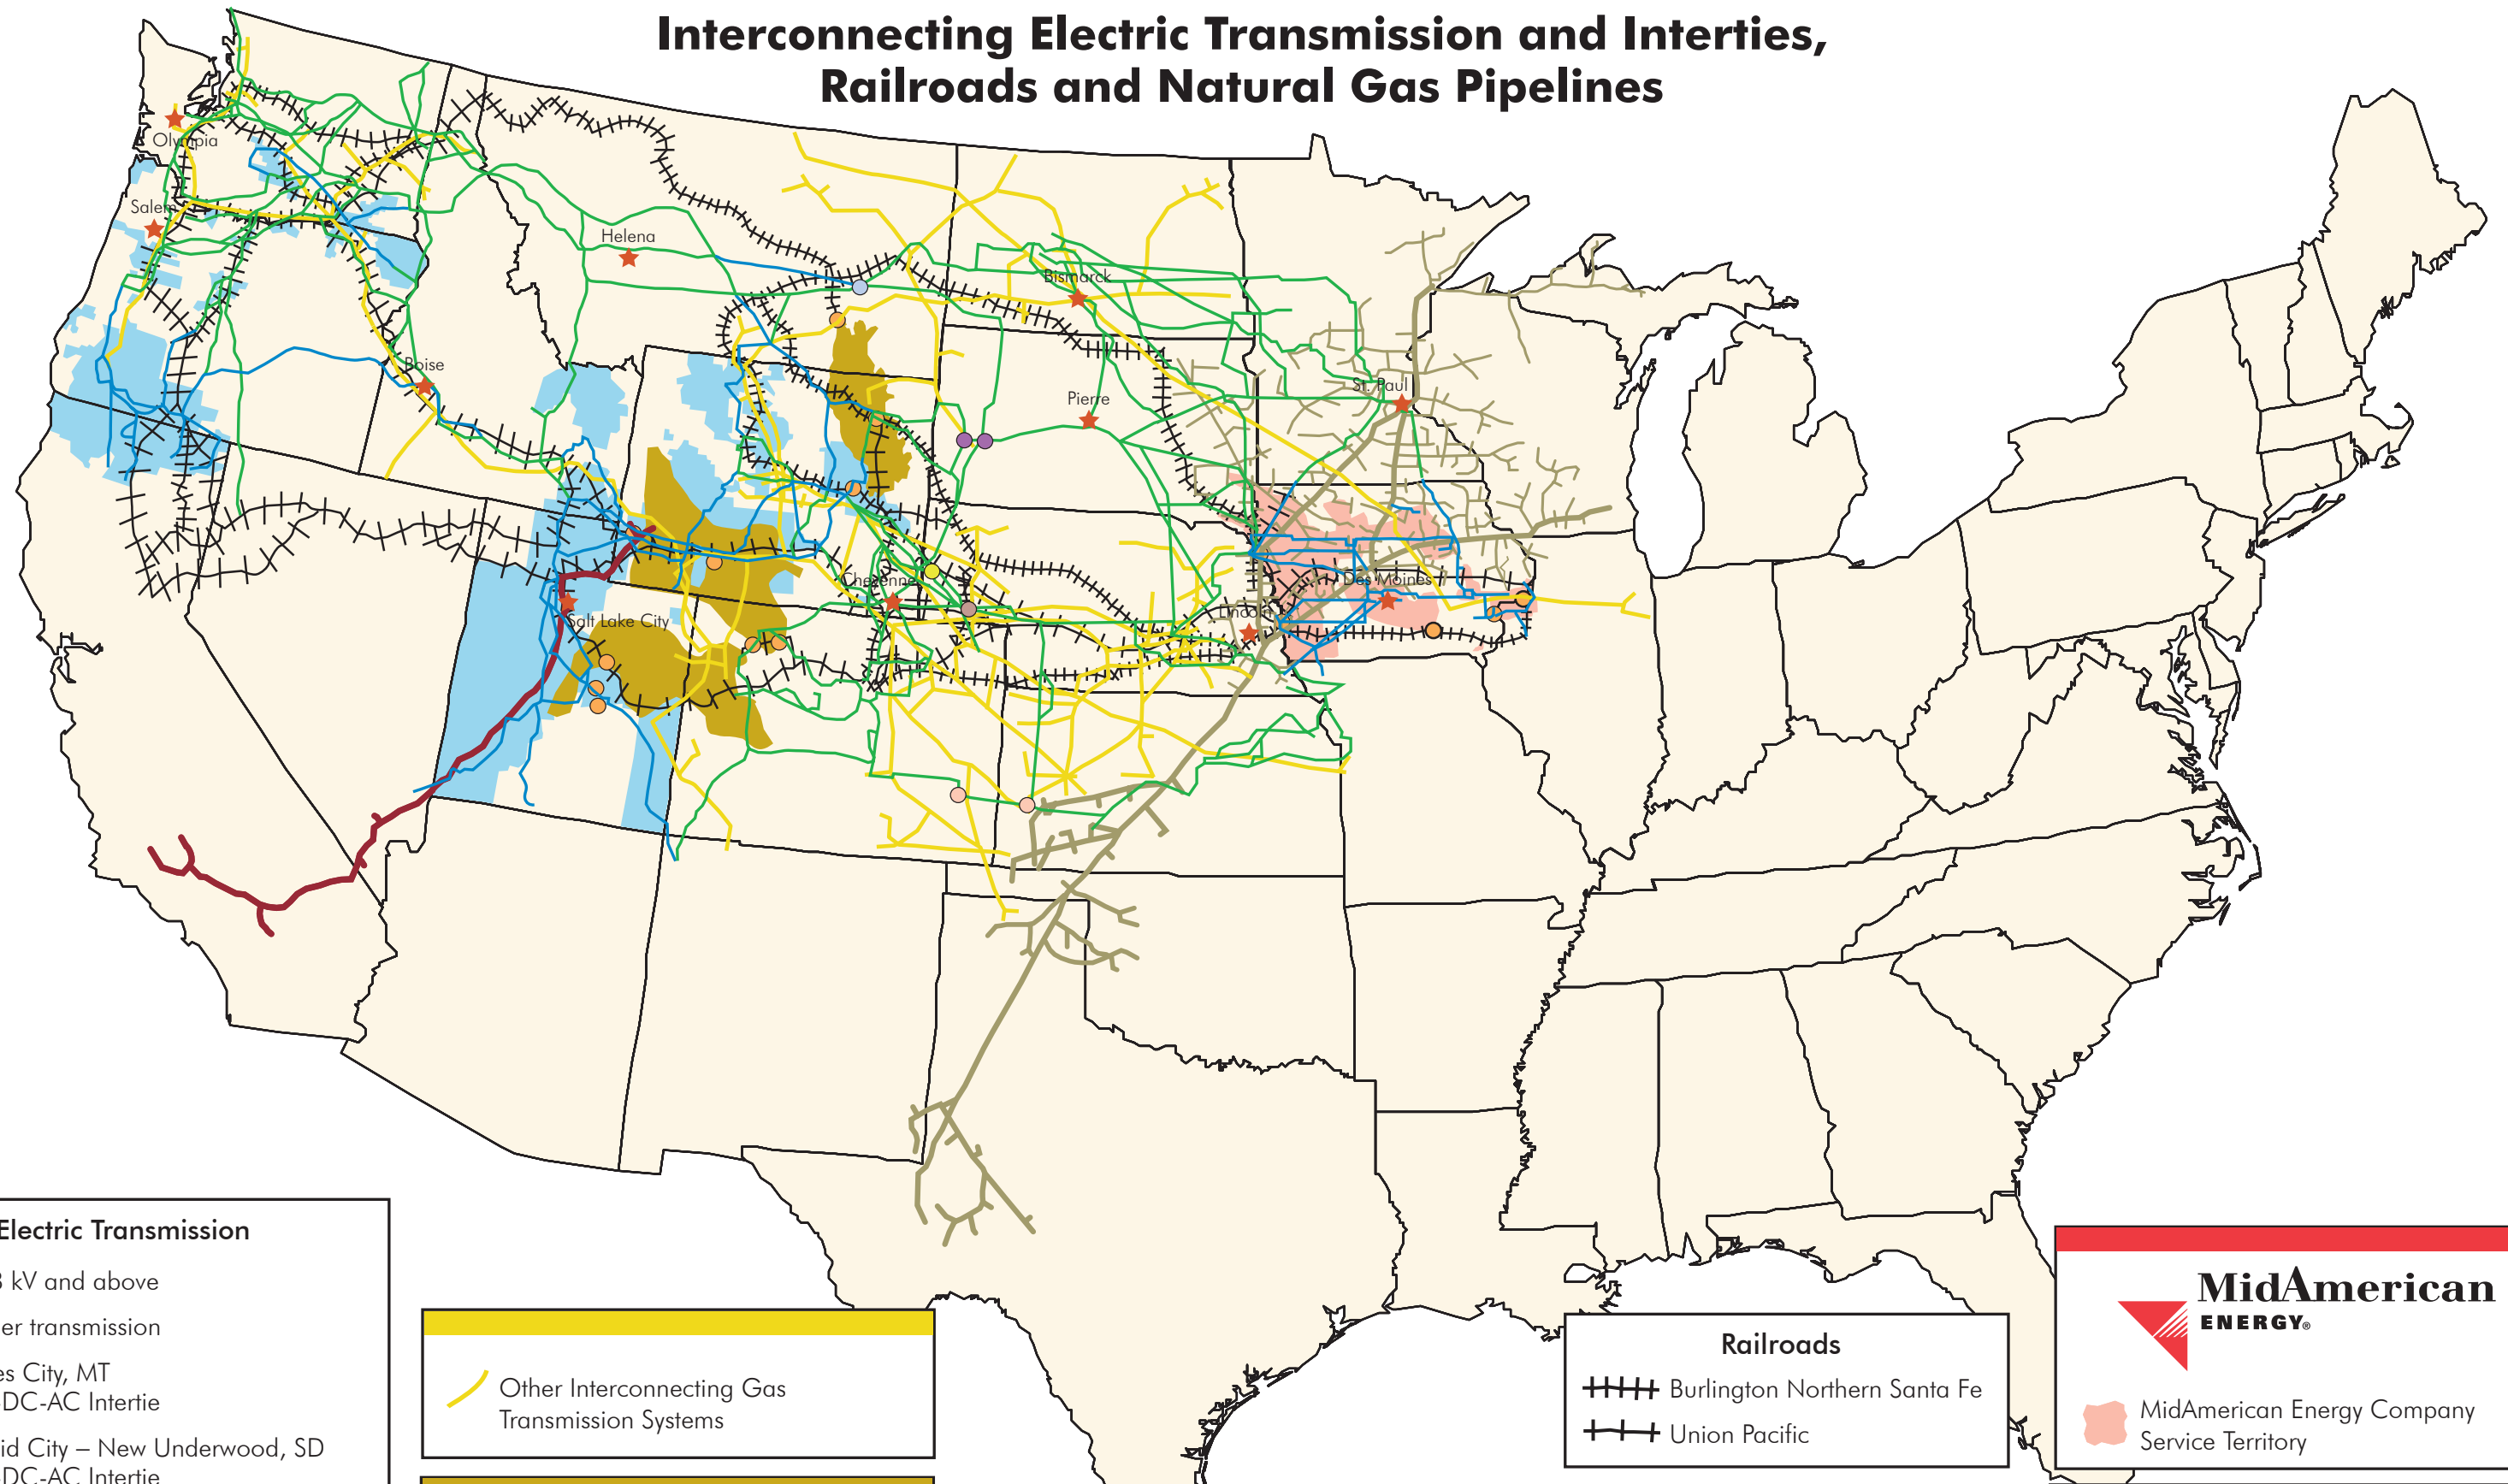 Interconnecting Electric Transmission and Interties,
Railroads and Natural Gas Pipelines
Olympia
Salem
Helena
Bismarck
Boise
Pierre
St. Paul
Cheyenne
Des Moines
Lincoln
Salt Lake City
Electric Transmission
kV and above
er transmission
es City, MT
DC-AC Intertie
id City – New Underwood, SD
DC-AC Intertie
Other Interconnecting Gas
Transmission Systems
Railroads
Burlington Northern Santa Fe
Union Pacific
MidAmerican
ENERGY®
MidAmerican Energy Company
Service Territory